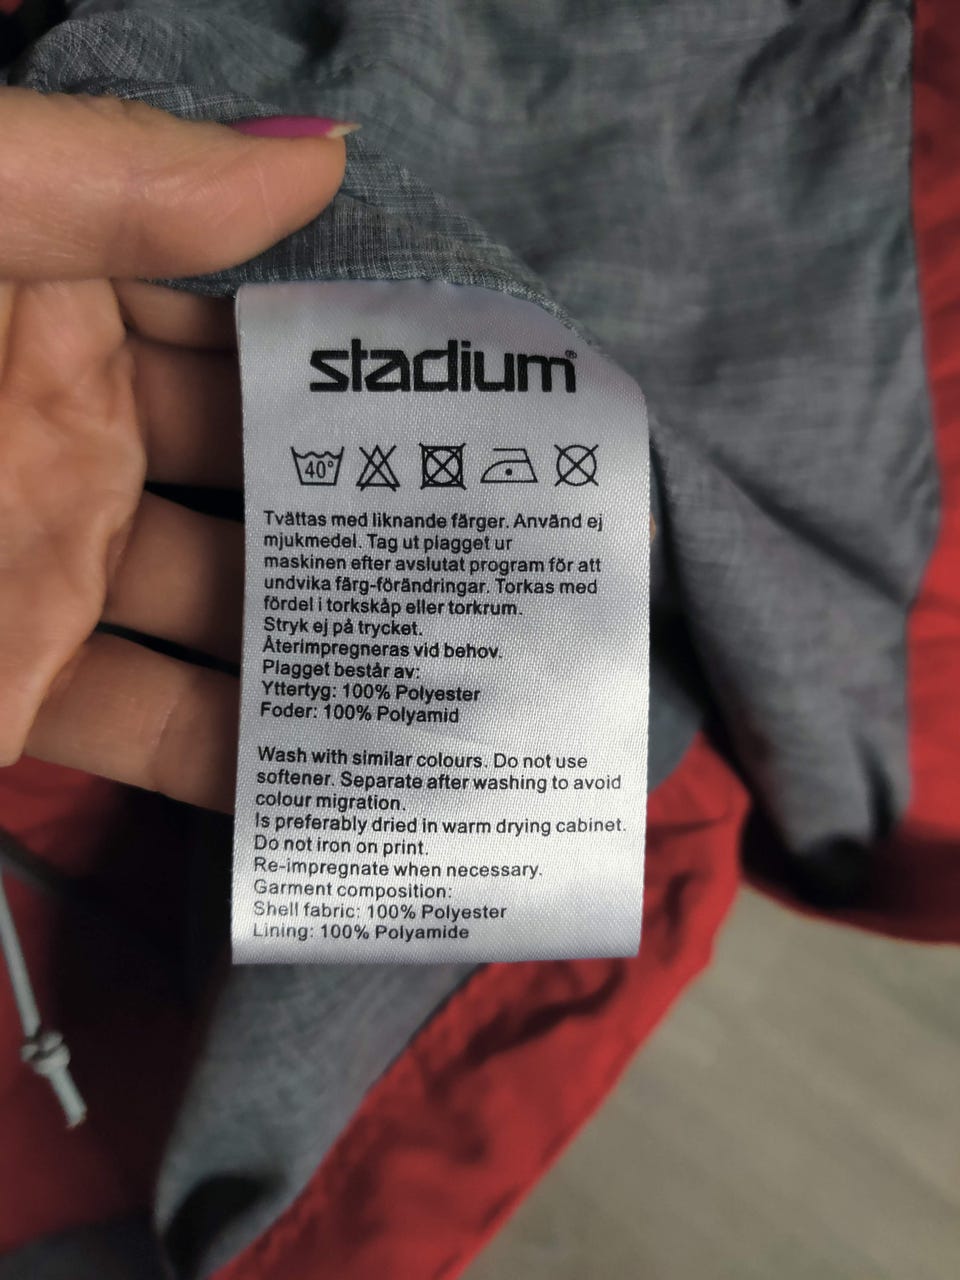 stadium®
40°
Tvättas med liknande färger. Använd ej
mjukmedel. Tag ut plagget ur
maskinen efter avslutat program för att
undvika färg-förändringar. Torkas med
fördel i torkskåp eller torkrum.
Stryk ej på trycket.
Återimpregneras vid behov.
Plagget består av:
Yttertyg: 100% Polyester
Foder: 100% Polyamid
Wash with similar colours. Do not use
softener. Separate after washing to avoid
colour migration.
Is preferably dried in warm drying cabinet.
Do not iron on print.
Re-impregnate when necessary.
Garment composition:
Shell fabric: 100% Polyester
Lining: 100% Polyamide